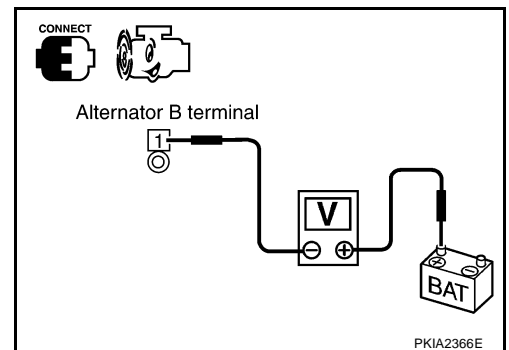 CONNECT
Alternator B terminal
1
V
− +
+ −
BAT
PKIA2366E